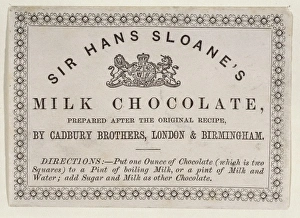 SIR HANS SLOANE'S
MILK CHOCOLATE,
PREPARED AFTER THE ORIGINAL RECIPE,
BY CADBURY BROTHERS, LONDON & BIRMINGHAM.
DIRECTIONS:—Put one Ounce of Chocolate (which is two
Squares) to a Pint of boiling Milk, or a pint of Milk and
Water; add Sugar and Milk as other Chocolate.